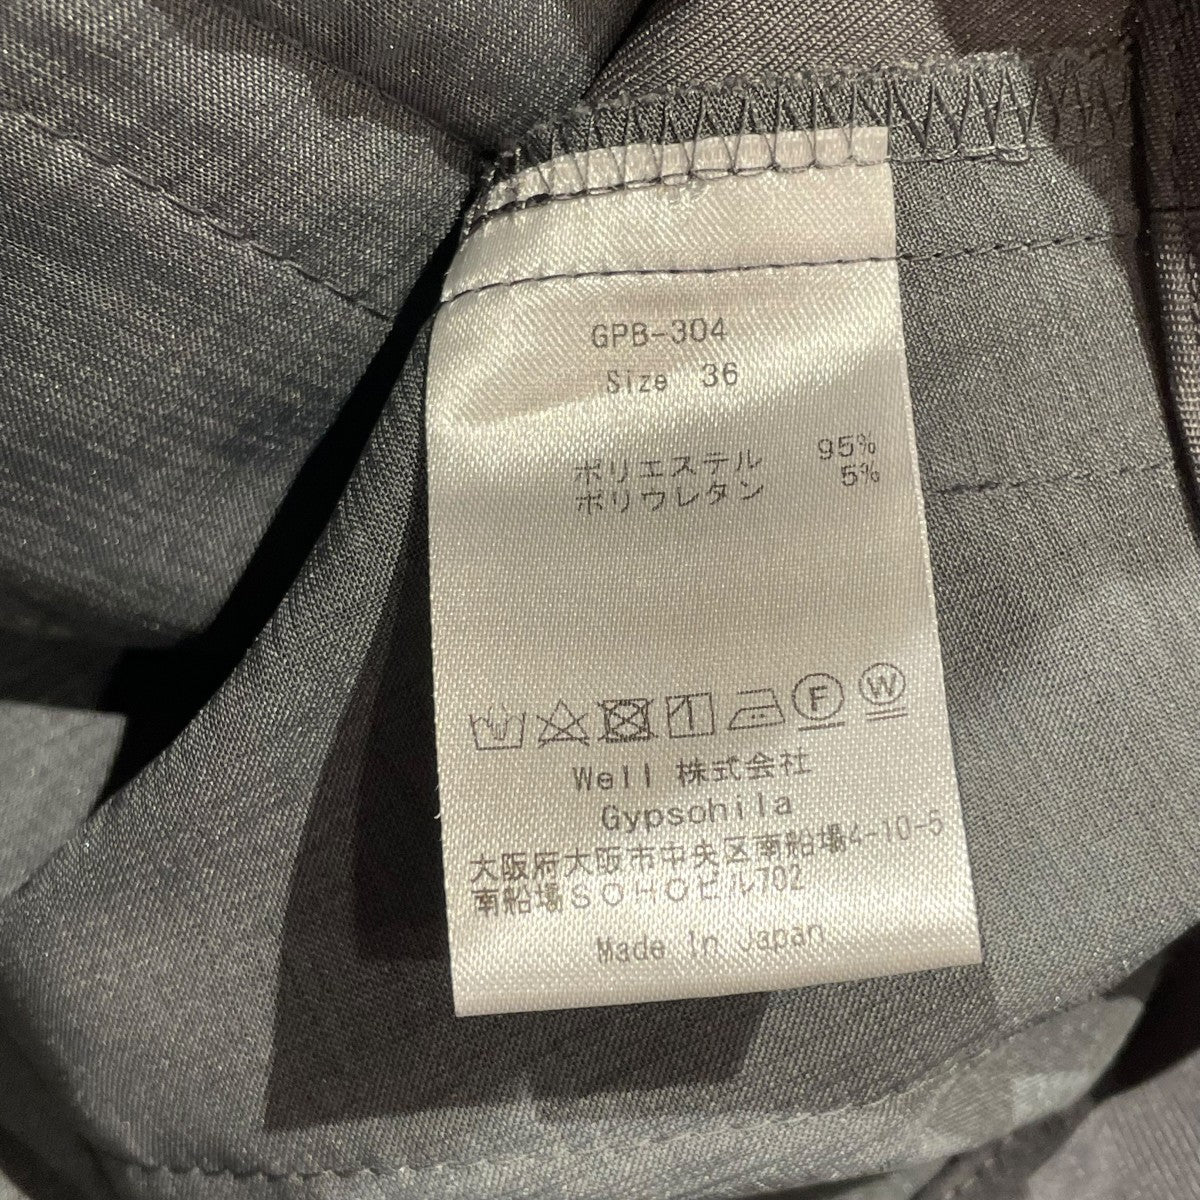 GPB-304
Size 36
ポリエステル 95%
ポリウレタン 5%
F W
Well 株式会社
Gypsohila
大阪府大阪市中央区南船場4-10-5
南船場SOHOビル702
Made In Japan